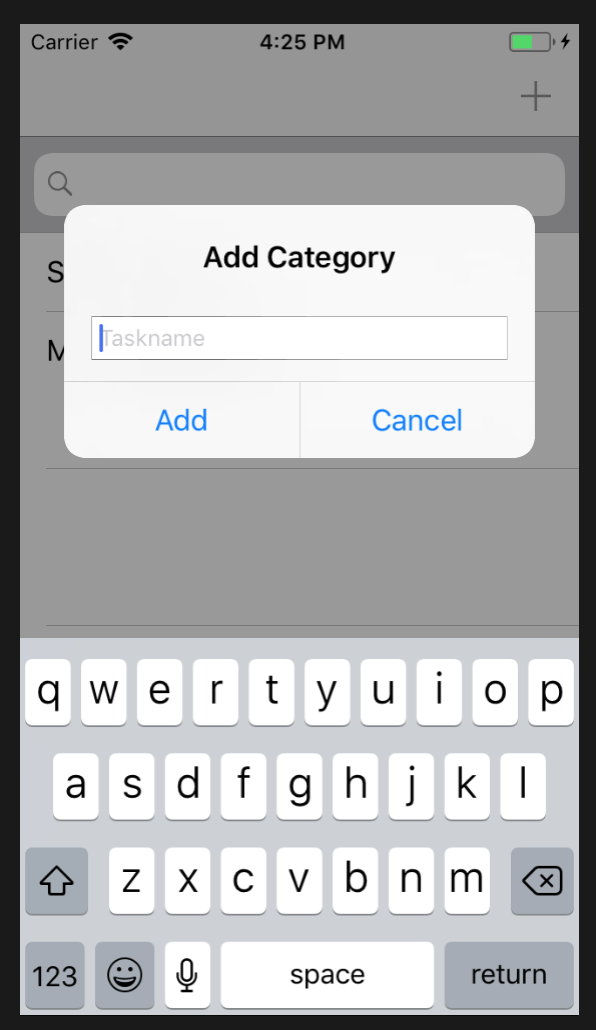 Carrier 4:25 PM
Add Category
S
Taskname
M
Add Cancel
q w e r t y u i o p
a s d f g h j k l
z x c v b n m
123 space return